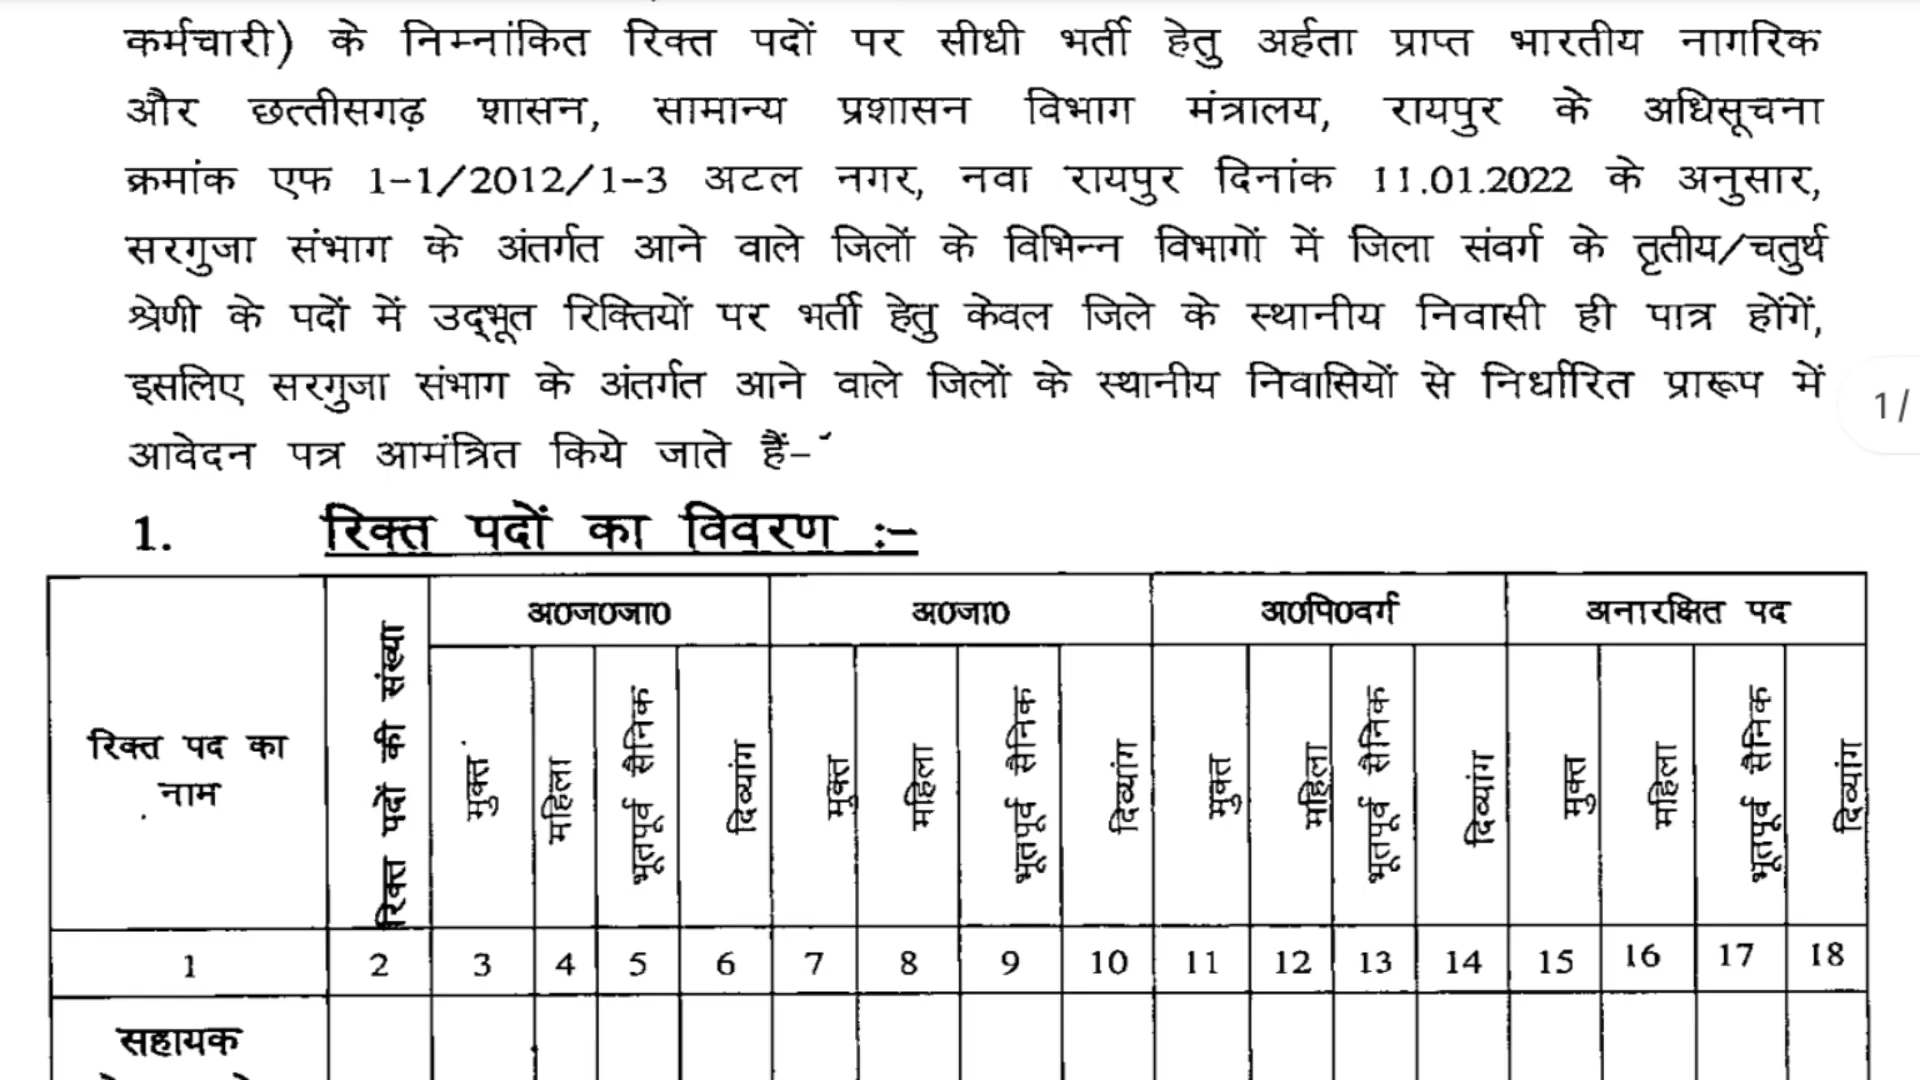 कर्मचारी) के निम्नांकित रिक्त पदों पर सीधी भर्ती हेतु अर्हता प्राप्त भारतीय नागरिक
और छत्तीसगढ़ शासन, सामान्य प्रशासन विभाग मंत्रालय, रायपुर के अधिसूचना
क्रमांक एफ 1-1/2012/1-3 अटल नगर, नवा रायपुर दिनांक 11.01.2022 के अनुसार,
सरगुजा संभाग के अंतर्गत आने वाले जिलों के विभिन्न विभागों में जिला संवर्ग के तृतीय/चतुर्थ
श्रेणी के पदों में उद्भूत रिक्तियों पर भर्ती हेतु केवल जिले के स्थानीय निवासी ही पात्र होंगें,
इसलिए सरगुजा संभाग के अंतर्गत आने वाले जिलों के स्थानीय निवासियों से निर्धारित प्रारूप में
1/
आवेदन पत्र आमंत्रित किये जाते हैं-
1. रिक्त पदों का विवरण :-
रिक्त पद का
नाम
रिक्त पदों की संख्या
अ0ज0जा0 अ0जा0 अ0पि0वर्ग अनारक्षित पद
मुक्त महिला भूतपूर्व सैनिक दिव्यांग मुक्त महिला भूतपूर्व सैनिक दिव्यांग मुक्त महिला भूतपूर्व सैनिक दिव्यांग मुक्त महिला भूतपूर्व सैनिक दिव्यांग
1 2 3 4 5 6 7 8 9 10 11 12 13 14 15 16 17 18
सहायक